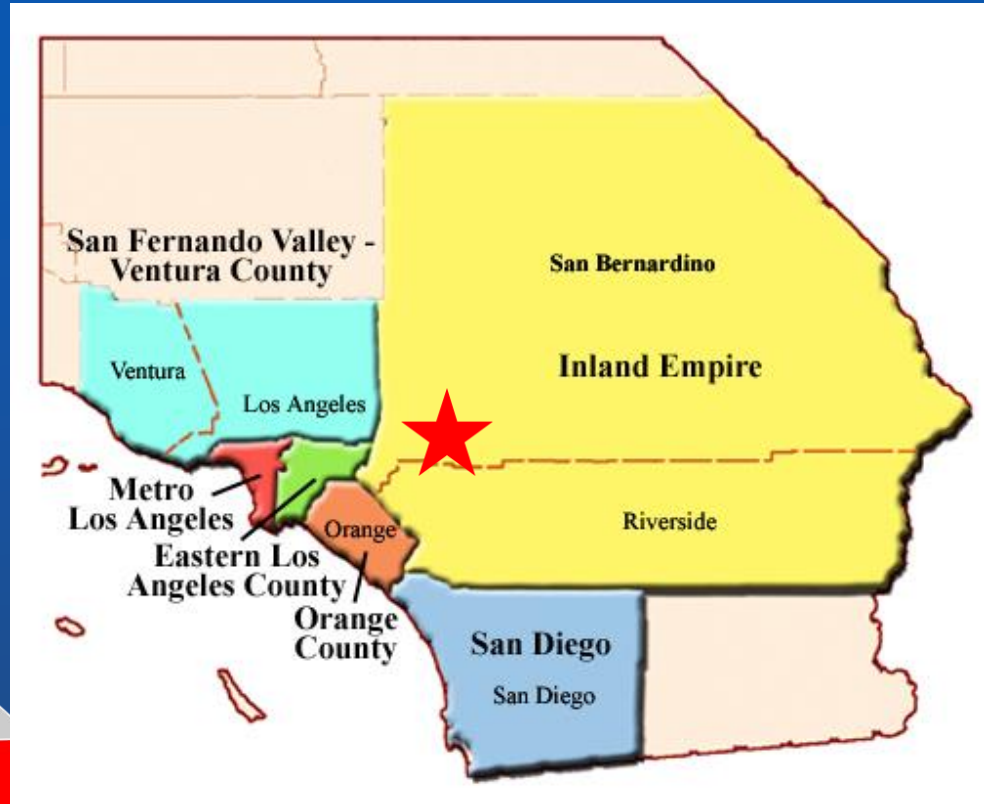 San Fernando Valley -
Ventura County
San Bernardino
Ventura
Inland Empire
Los Angeles
Metro
Los Angeles
Orange
Riverside
Eastern Los
Angeles County
Orange
County
San Diego
San Diego